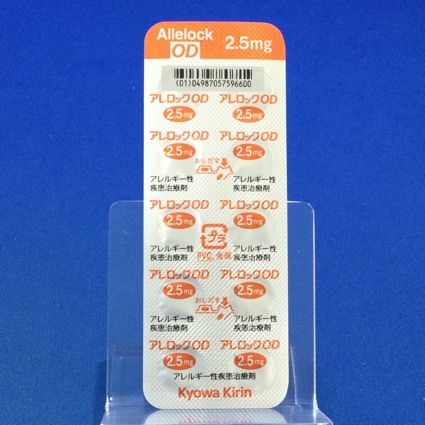 Allelock
OD 2.5mg
(01)04987057596600
アレロックOD アレロックOD
2.5mg 2.5mg
アレロックOD アレロックOD
2.5mg おしだす 2.5mg
アレルギー性 アレルギー性
疾患治療剤 疾患治療剤
アレロックOD アレロックOD
2.5mg 2.5mg
プラ
アレルギー性 アレルギー性
疾患治療剤 PVC, 金属 疾患治療剤
アレロックOD アレロックOD
2.5mg 2.5mg
おしだす
アレルギー性 アレルギー性
疾患治療剤 疾患治療剤
アレロックOD アレロックOD
2.5mg 2.5mg
アレルギー性疾患治療剤
Kyowa Kirin